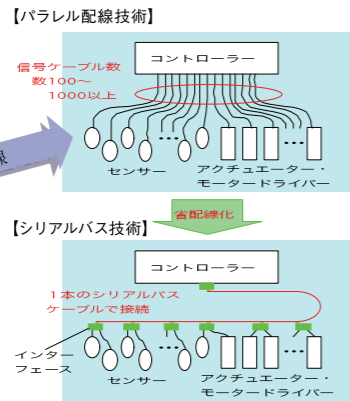 【パラレル配線技術】
コントローラー
信号ケーブル数
数100～
1000以上
線
センサー
アクチュエーター・
モータードライバー
省配線化
【シリアルバス技術】
コントローラー
1本のシリアルバス
ケーブルで接続
インター
フェース
センサー
アクチュエーター・
モータードライバー